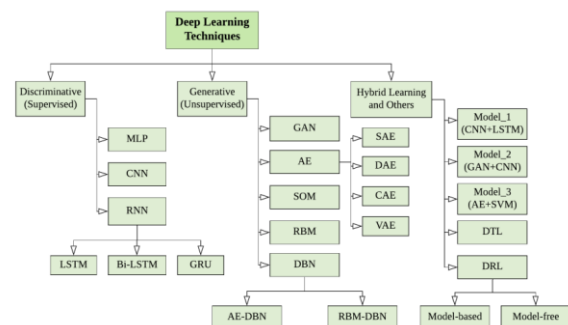 Deep Learning
Techniques
Discriminative
(Supervised)
MLP
CNN
RNN
LSTM
Bi-LSTM
GRU
Generative
(Unsupervised)
GAN
AE
SAE
DAE
CAE
VAE
SOM
RBM
DBN
AE-DBN
RBM-DBN
Hybrid Learning
and Others
Model_1
(CNN+LSTM)
Model_2
(GAN+CNN)
Model_3
(AE+SVM)
DTL
DRL
Model-based
Model-free